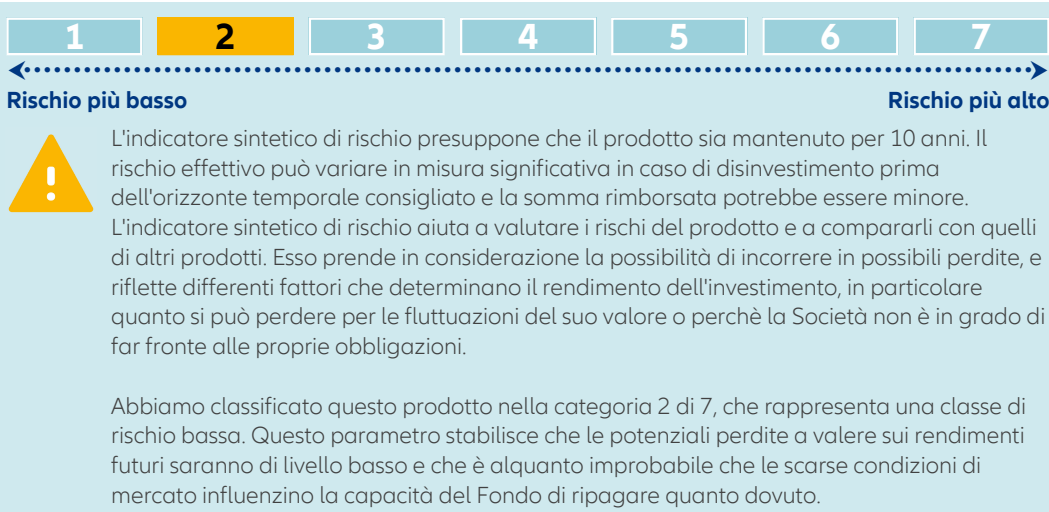 1 2 3 4 5 6 7
Rischio più basso Rischio più alto
L'indicatore sintetico di rischio presuppone che il prodotto sia mantenuto per 10 anni. Il
rischio effettivo può variare in misura significativa in caso di disinvestimento prima
dell'orizzonte temporale consigliato e la somma rimborsata potrebbe essere minore.
L'indicatore sintetico di rischio aiuta a valutare i rischi del prodotto e a compararli con quelli
di altri prodotti. Esso prende in considerazione la possibilità di incorrere in possibili perdite, e
riflette differenti fattori che determinano il rendimento dell'investimento, in particolare
quanto si può perdere per le fluttuazioni del suo valore o perchè la Società non è in grado di
far fronte alle proprie obbligazioni.
Abbiamo classificato questo prodotto nella categoria 2 di 7, che rappresenta una classe di
rischio bassa. Questo parametro stabilisce che le potenziali perdite a valere sui rendimenti
futuri saranno di livello basso e che è alquanto improbabile che le scarse condizioni di
mercato influenzino la capacità del Fondo di ripagare quanto dovuto.